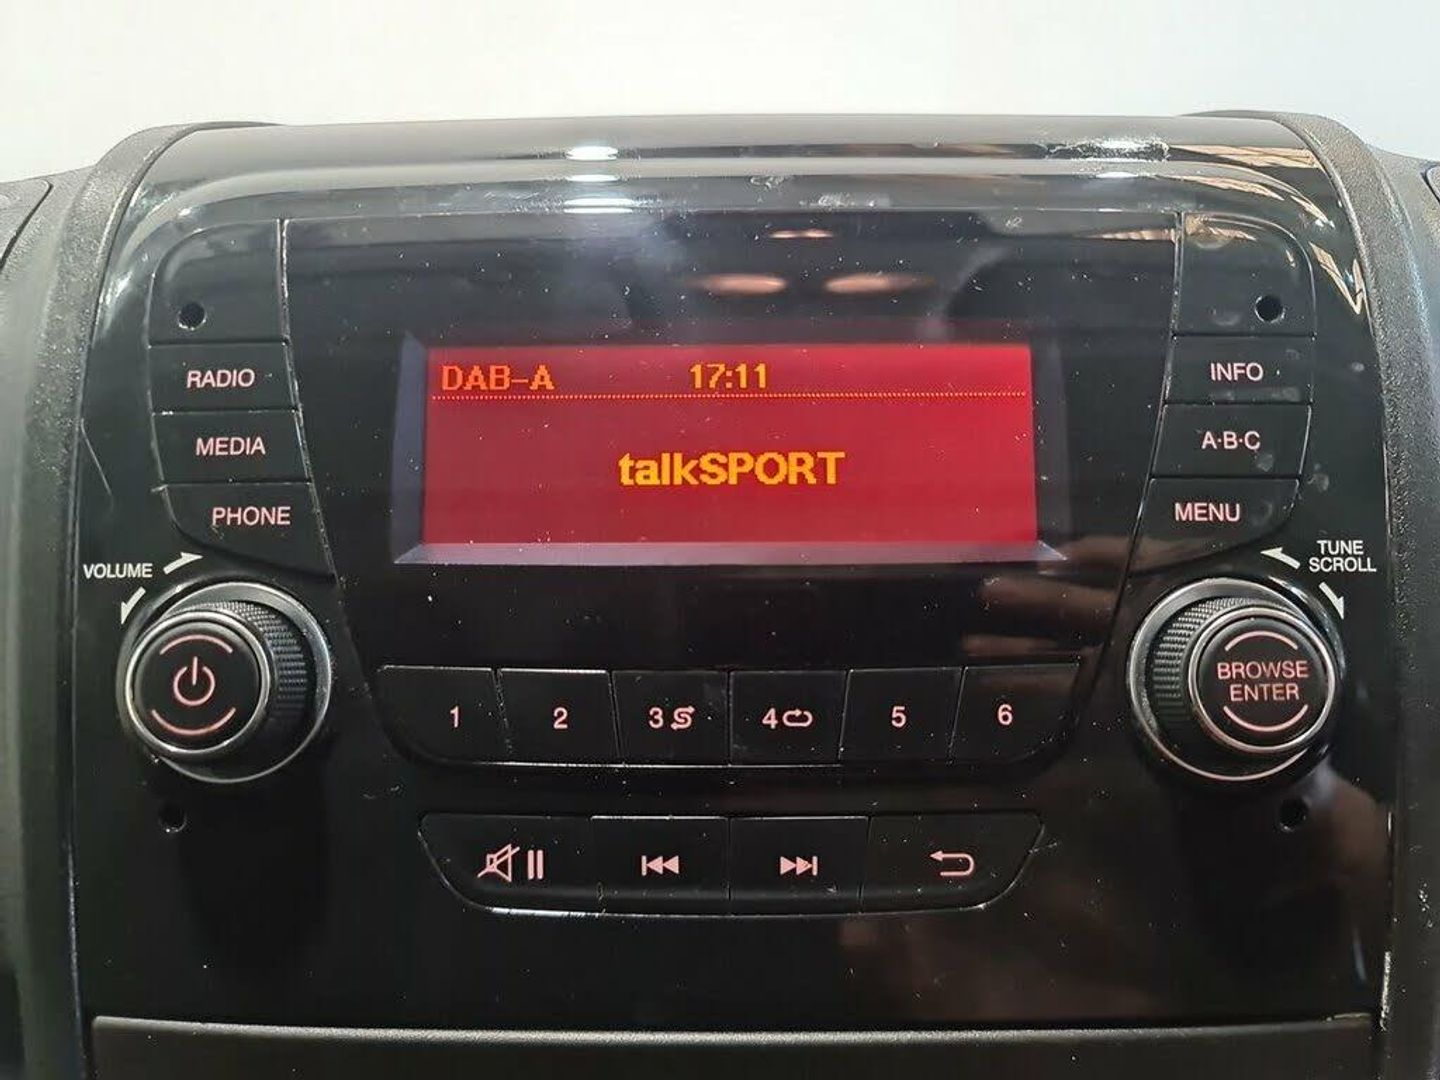 DAB-A 17:11
talkSPORT
RADIO
MEDIA
PHONE
INFO
A·B·C
MENU
VOLUME
TUNE
SCROLL
BROWSE
ENTER
1 2 3 4 5 6